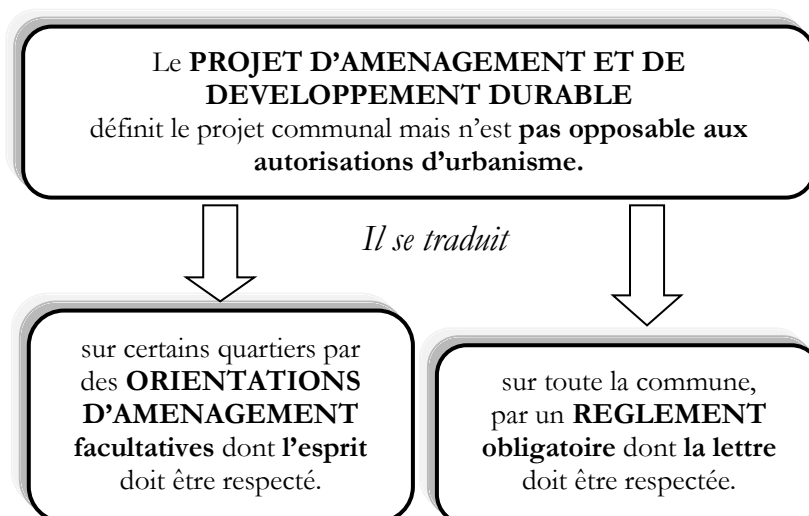 Le PROJET D'AMENAGEMENT ET DE
DEVELOPPEMENT DURABLE
définit le projet communal mais n'est pas opposable aux
autorisations d'urbanisme.
Il se traduit
sur certains quartiers par
des ORIENTATIONS
D'AMENAGEMENT
facultatives dont l'esprit
doit être respecté.
sur toute la commune,
par un REGLEMENT
obligatoire dont la lettre
doit être respectée.